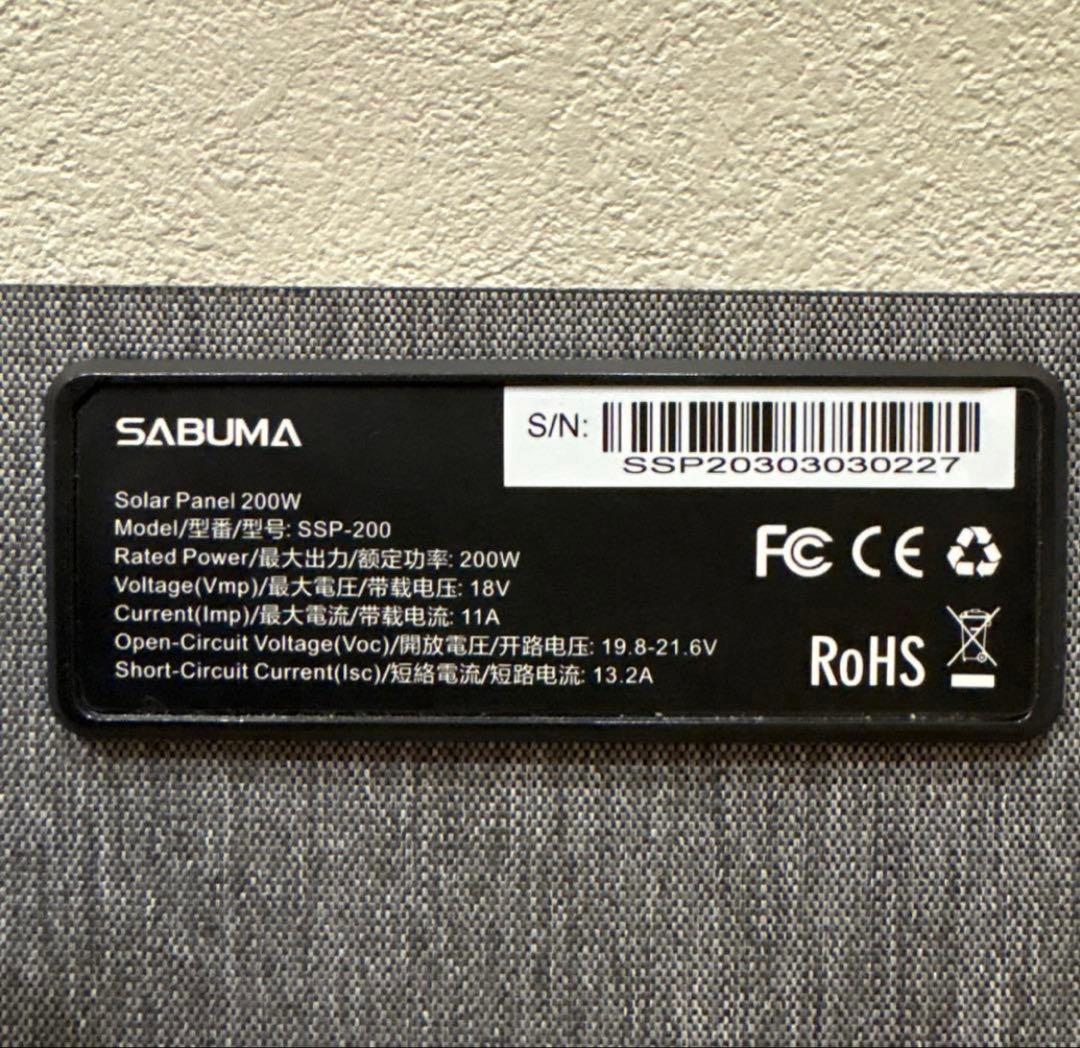 SABUMA
S/N:
SSP20303030227
Solar Panel 200W
Model/型番/型号: SSP-200
Rated Power/最大出力/额定功率: 200W
Voltage(Vmp)/最大電圧/带载电压: 18V
Current(Imp)/最大電流/带载电流: 11A
Open-Circuit Voltage(Voc)/開放電圧/开路电压: 19.8-21.6V
Short-Circuit Current(Isc)/短絡電流/短路电流: 13.2A
FC CE
RoHS